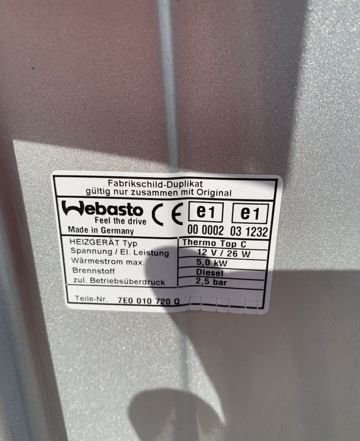 Fabrikschild-Duplikat
gültig nur zusammen mit Original
Webasto CE e1 e1
Feel the drive
Made in Germany 00 0002 03 1232
HEIZGERÄT Typ Thermo Top C
Spannung / El. Leistung 12 V / 26 W
Wärmestrom max. 5,0 kW
Brennstoff Diesel
zul. Betriebsüberdruck 2,5 bar
Teile-Nr. 7E0 010 720 Q